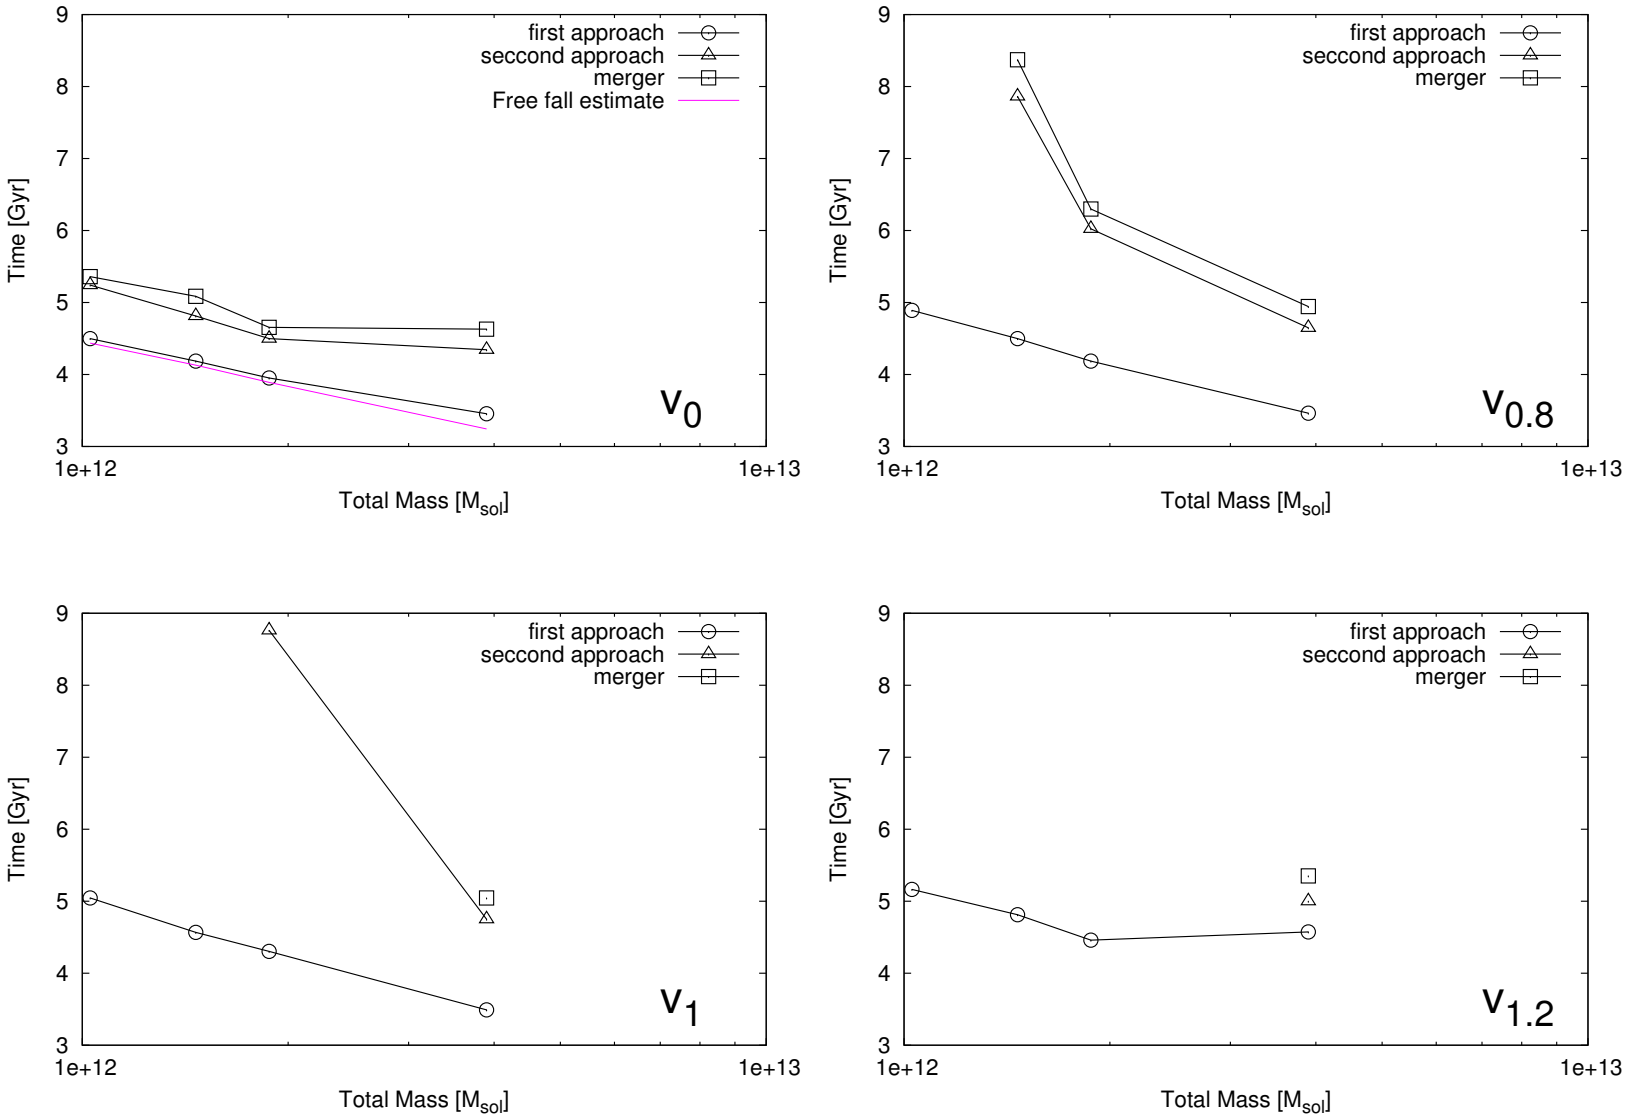 9
8
7
6
5
4
3
1e+12
1e+13
Time [Gyr]
Total Mass [Msol]
first approach
seccond approach
merger
Free fall estimate
v0
9
8
7
6
5
4
3
1e+12
1e+13
Time [Gyr]
Total Mass [Msol]
first approach
seccond approach
merger
v0.8
9
8
7
6
5
4
3
1e+12
1e+13
Time [Gyr]
Total Mass [Msol]
first approach
seccond approach
merger
v1
9
8
7
6
5
4
3
1e+12
1e+13
Time [Gyr]
Total Mass [Msol]
first approach
seccond approach
merger
v1.2